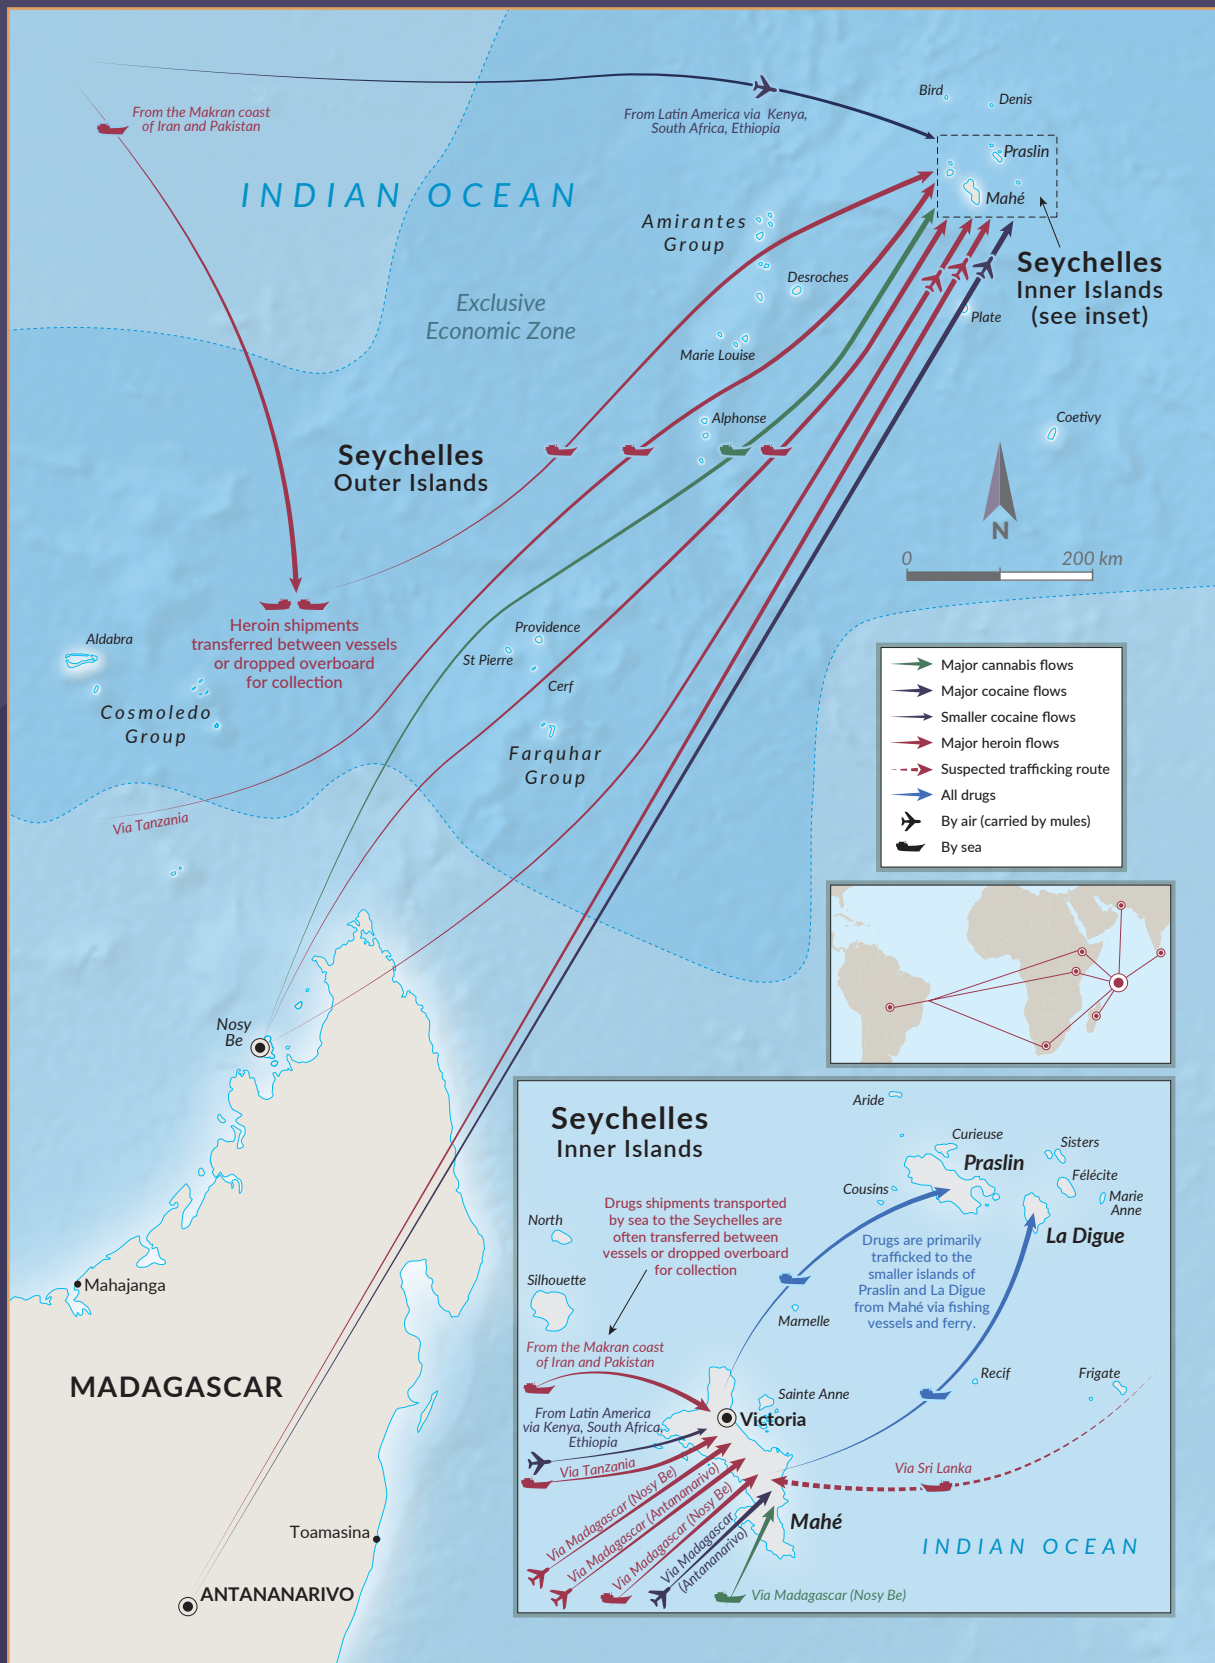 From the Makran coast
of Iran and Pakistan
From Latin America via Kenya,
South Africa, Ethiopia
Bird
Denis
Praslin
Mahé
INDIAN OCEAN
Amirantes
Group
Desroches
Seychelles
Inner Islands
(see inset)
Exclusive
Economic Zone
Plate
Marie Louise
Alphonse
Coetivy
Seychelles
Outer Islands
N
0
200 km
Heroin shipments
transferred between vessels
or dropped overboard
for collection
Aldabra
Providence
St Pierre
Cerf
Cosmoledo
Group
Farquhar
Group
Via Tanzania
Major cannabis flows
Major cocaine flows
Smaller cocaine flows
Major heroin flows
Suspected trafficking route
All drugs
By air (carried by mules)
By sea
Nosy
Be
Mahajanga
MADAGASCAR
Toamasina
ANTANANARIVO
Seychelles
Inner Islands
Aride
Curieuse
Praslin
Sisters
Félécite
Cousins
Marie
Anne
La Digue
North
Drugs shipments transported
by sea to the Seychelles are
often transferred between
vessels or dropped overboard
for collection
Drugs are primarily
trafficked to the
smaller islands of
Praslin and La Digue
from Mahé via fishing
vessels and ferry.
Silhouette
Marnelle
From the Makran coast
of Iran and Pakistan
Recif
Frigate
Sainte Anne
Victoria
From Latin America
via Kenya, South Africa,
Ethiopia
Via Tanzania
Via Sri Lanka
Via Madagascar (Nosy Be)
Via Madagascar (Antananarivo)
Via Madagascar (Nosy Be)
Via Madagascar
(Antananarivo)
Mahé
INDIAN OCEAN
Via Madagascar (Nosy Be)